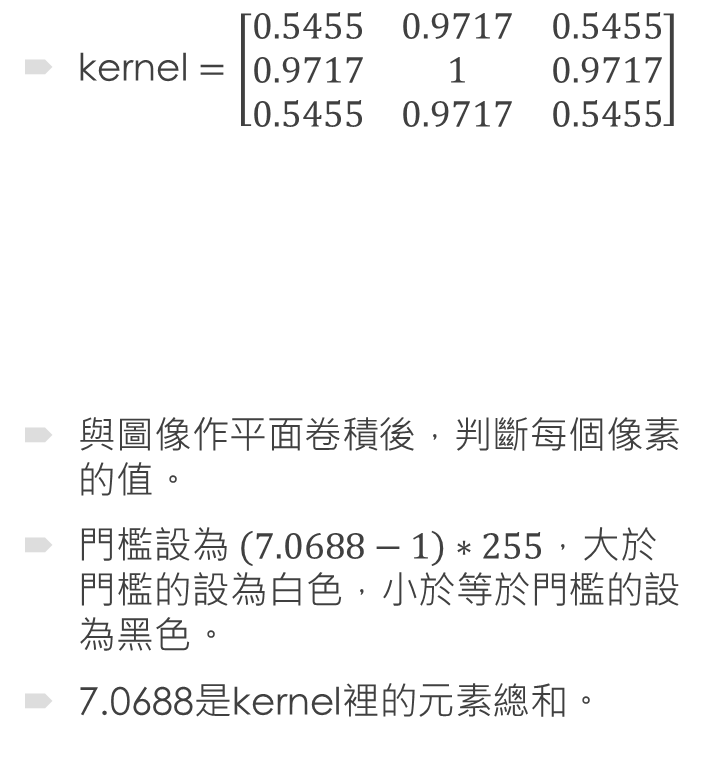 kernel = [0.5455 0.9717 0.5455
0.9717 1 0.9717
0.5455 0.9717 0.5455]
與圖像作平面卷積後，判斷每個像素
的值。
門檻設為 (7.0688 − 1) ∗ 255，大於
門檻的設為白色，小於等於門檻的設
為黑色。
7.0688是kernel裡的元素總和。